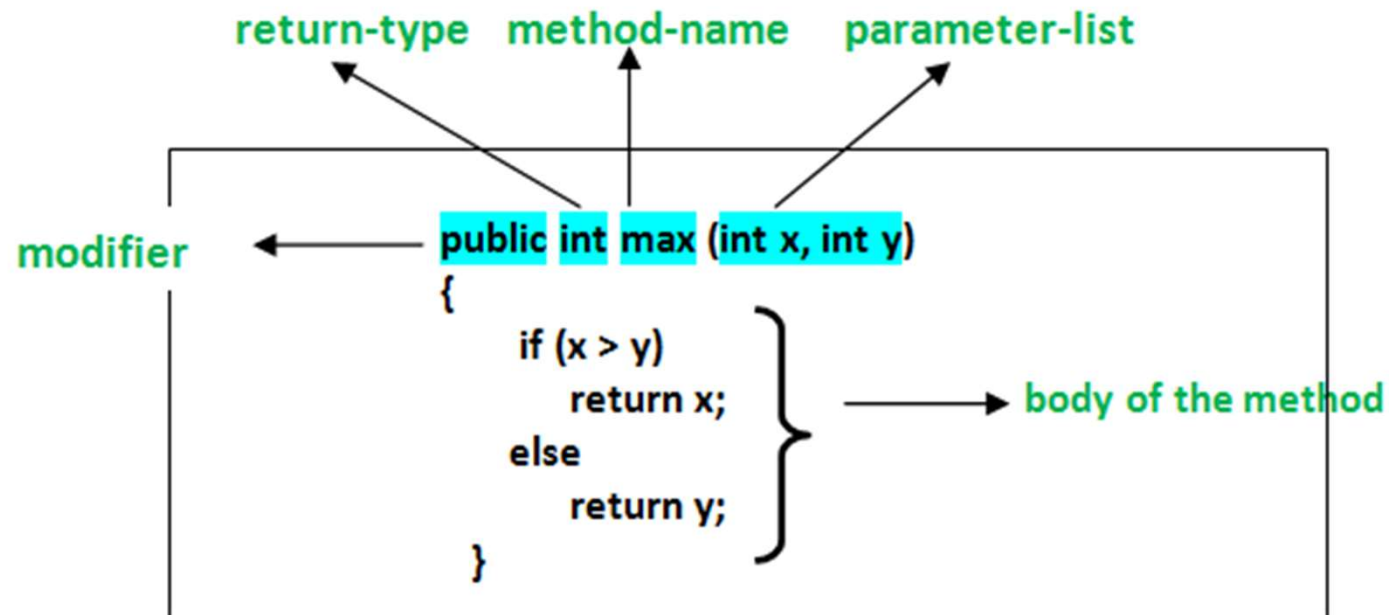 return-type method-name parameter-list
modifier public int max (int x, int y)
{
if (x > y)
return x;
body of the method
else
return y;
}